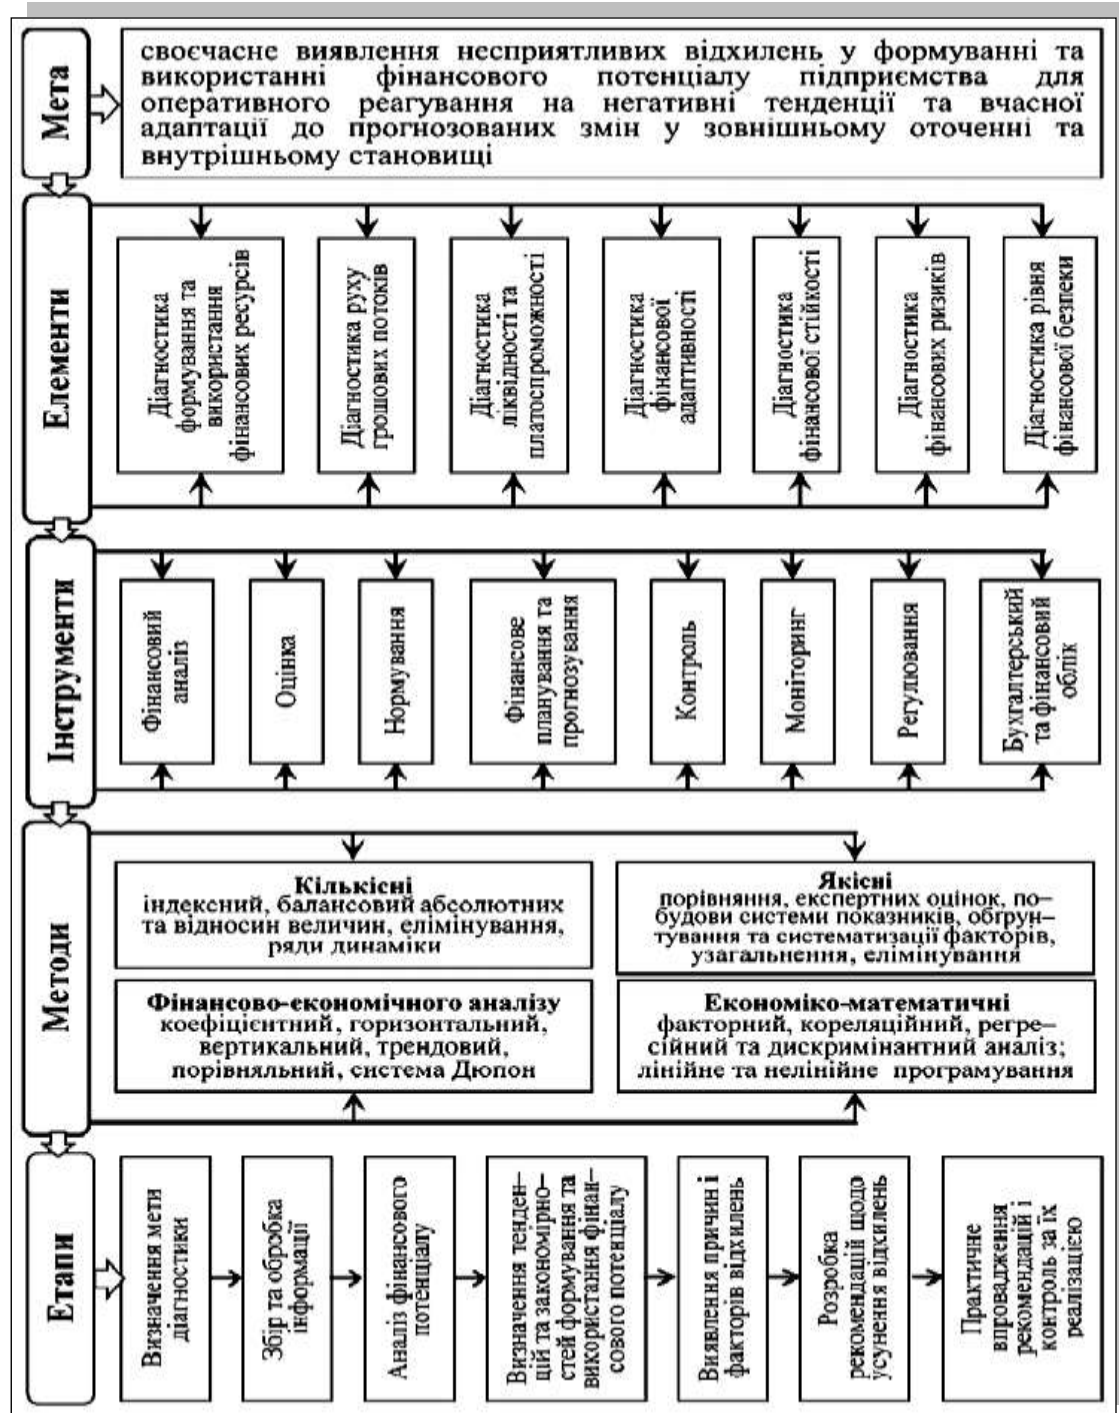 Мета
своєчасне виявлення несприятливих відхилень у формуванні та
використанні фінансового потенціалу підприємства для
оперативного реагування на негативні тенденції та вчасної
адаптації до прогнозованих змін у зовнішньому оточенні та
внутрішньому становищі
Елементи
Діагностика
формування та
використання
фінансових ресурсів
Діагностика руху
грошових потоків
Діагностика
ліквідності та
платоспроможності
Діагностика
фінансової
адаптивності
Діагностика
фінансової стійкості
Діагностика
фінансових ризиків
Діагностика рівня
фінансової безпеки
Інструменти
Фінансовий
аналіз
Оцінка
Нормування
Фінансове
планування та
прогнозування
Контроль
Моніторинг
Регулювання
Бухгалтерський
та фінансовий
облік
Методи
Кількісні
індексний, балансовий абсолютних
та відносин величин, елімінування,
ряди динаміки
Якісні
порівняння, експертних оцінок, по-
будови системи показників, обґрун-
тування та систематизації факторів,
узагальнення, елімінування
Фінансово-економічного аналізу
коефіцієнтний, горизонтальний,
вертикальний, трендовий,
порівняльний, система Дюпон
Економіко-математичні
факторний, кореляційний, регре-
сійний та дискримінантний аналіз;
лінійне та нелінійне програмування
Етапи
Визначення мети
діагностики
Збір та обробка
інформації
Аналіз фінансового
потенціалу
Визначення тенден-
цій та закономірно-
стей формування та
використання фінан-
сового потенціалу
Виявлення причин і
факторів відхилень
Розробка
рекомендацій щодо
усунення відхилень
Практичне
впровадження
рекомендацій і
контроль за їх
реалізацією